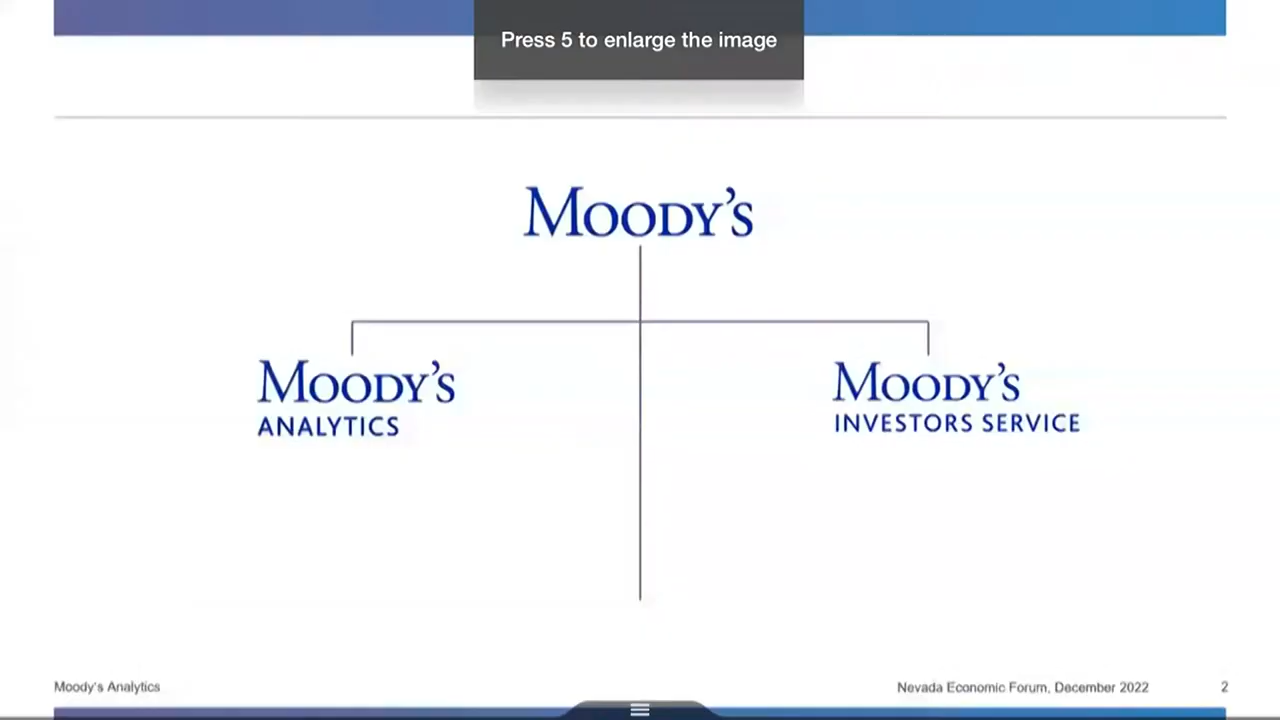 Press 5 to enlarge the image
MOODY'S
MOODY'S
ANALYTICS
MOODY'S
INVESTORS SERVICE
Moody's Analytics
Nevada Economic Forum, December 2022
2